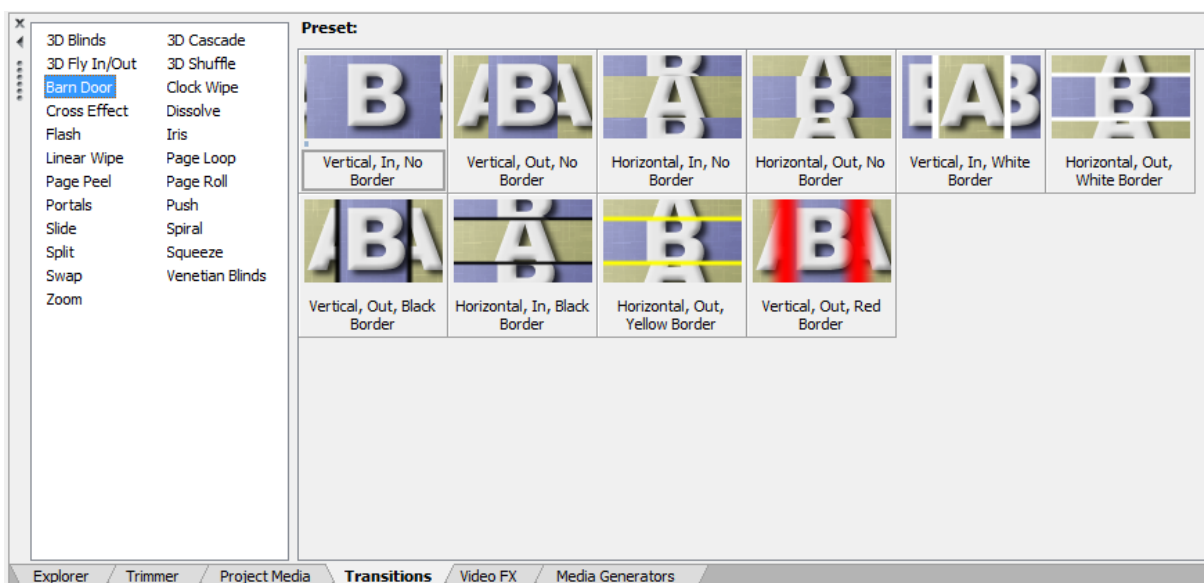 Preset:
3D Blinds
3D Cascade
3D Fly In/Out
3D Shuffle
Barn Door
Clock Wipe
Cross Effect
Dissolve
Flash
Iris
Linear Wipe
Page Loop
Page Peel
Page Roll
Portals
Push
Slide
Spiral
Split
Squeeze
Swap
Venetian Blinds
Zoom
B
ABA
B
A
B
A
B
A
BAB
A
B
A
Vertical, In, No
Border
Vertical, Out, No
Border
Horizontal, In, No
Border
Horizontal, Out, No
Border
Vertical, In, White
Border
Horizontal, Out,
White Border
ABA
B
A
B
A
B
A
ABA
Vertical, Out, Black
Border
Horizontal, In, Black
Border
Horizontal, Out,
Yellow Border
Vertical, Out, Red
Border
Explorer
Trimmer
Project Media
Transitions
Video FX
Media Generators